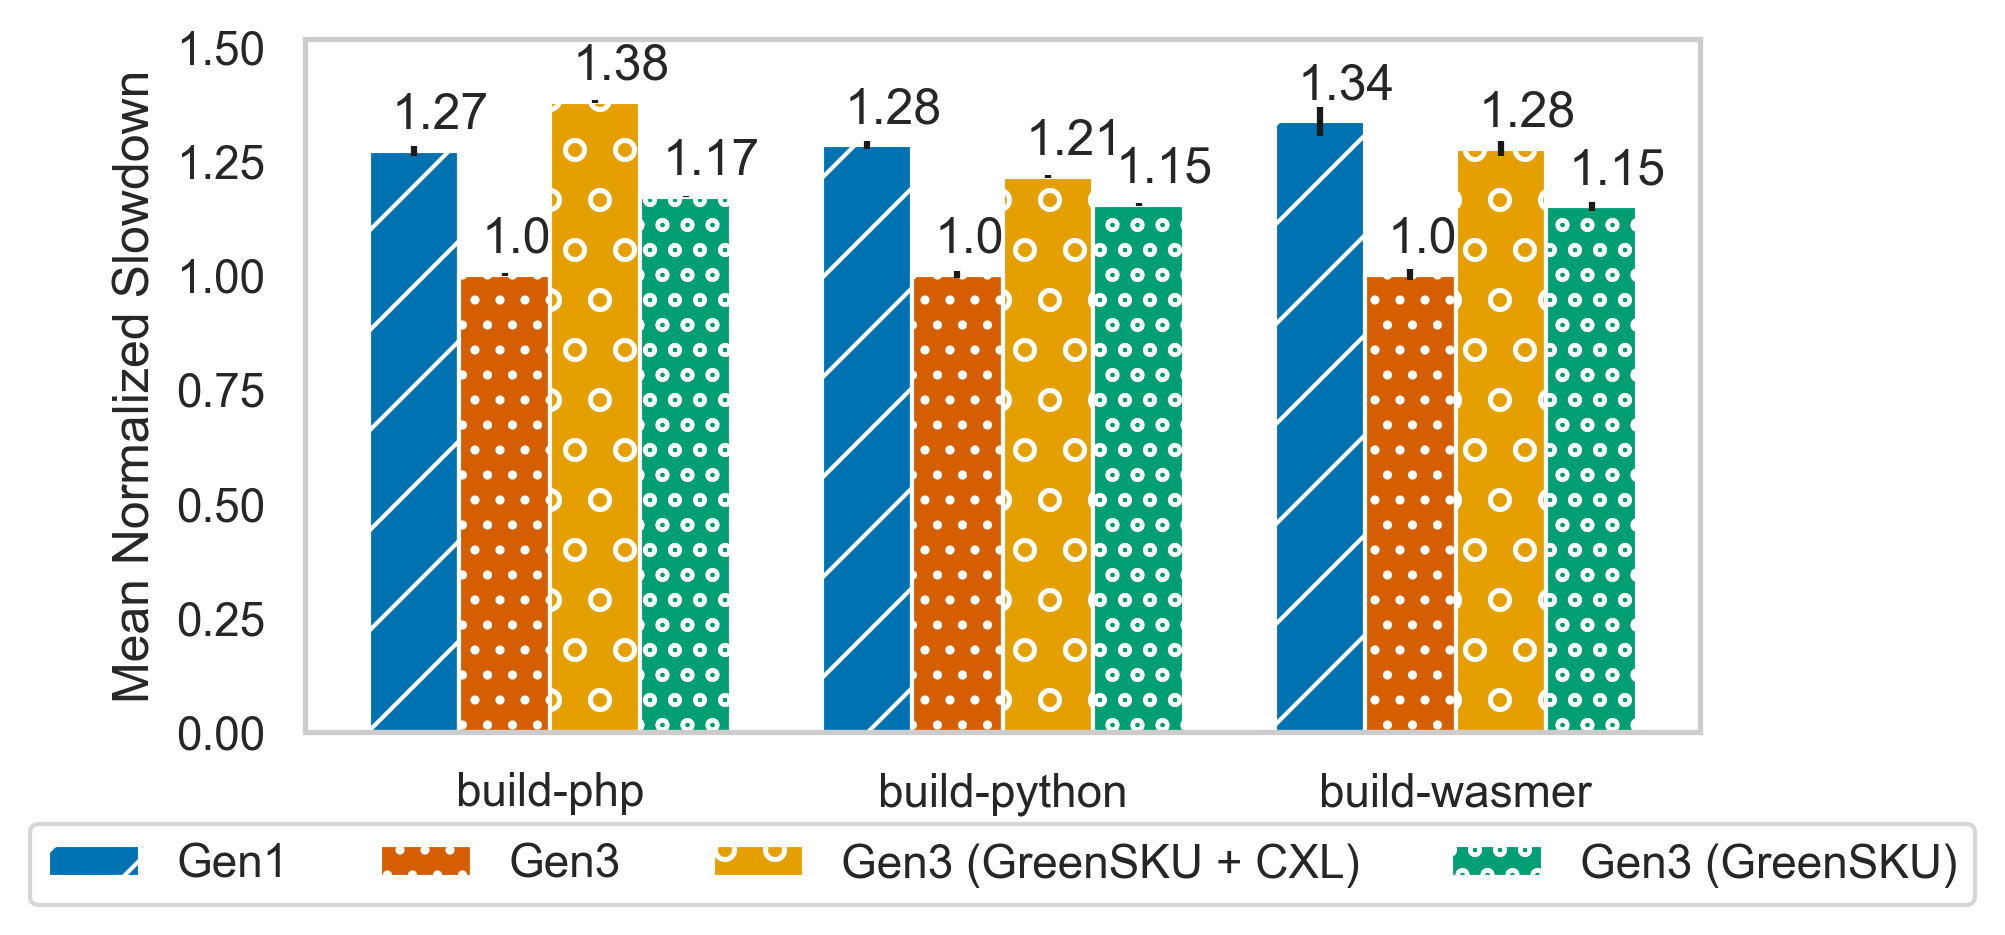 Mean Normalized Slowdown
1.50
1.25
1.00
0.75
0.50
0.25
0.00
1.27
1.0
1.38
1.17
1.28
1.0
1.21
1.15
1.34
1.0
1.28
1.15
build-php
build-python
build-wasmer
Gen1
Gen3
Gen3 (GreenSKU + CXL)
Gen3 (GreenSKU)